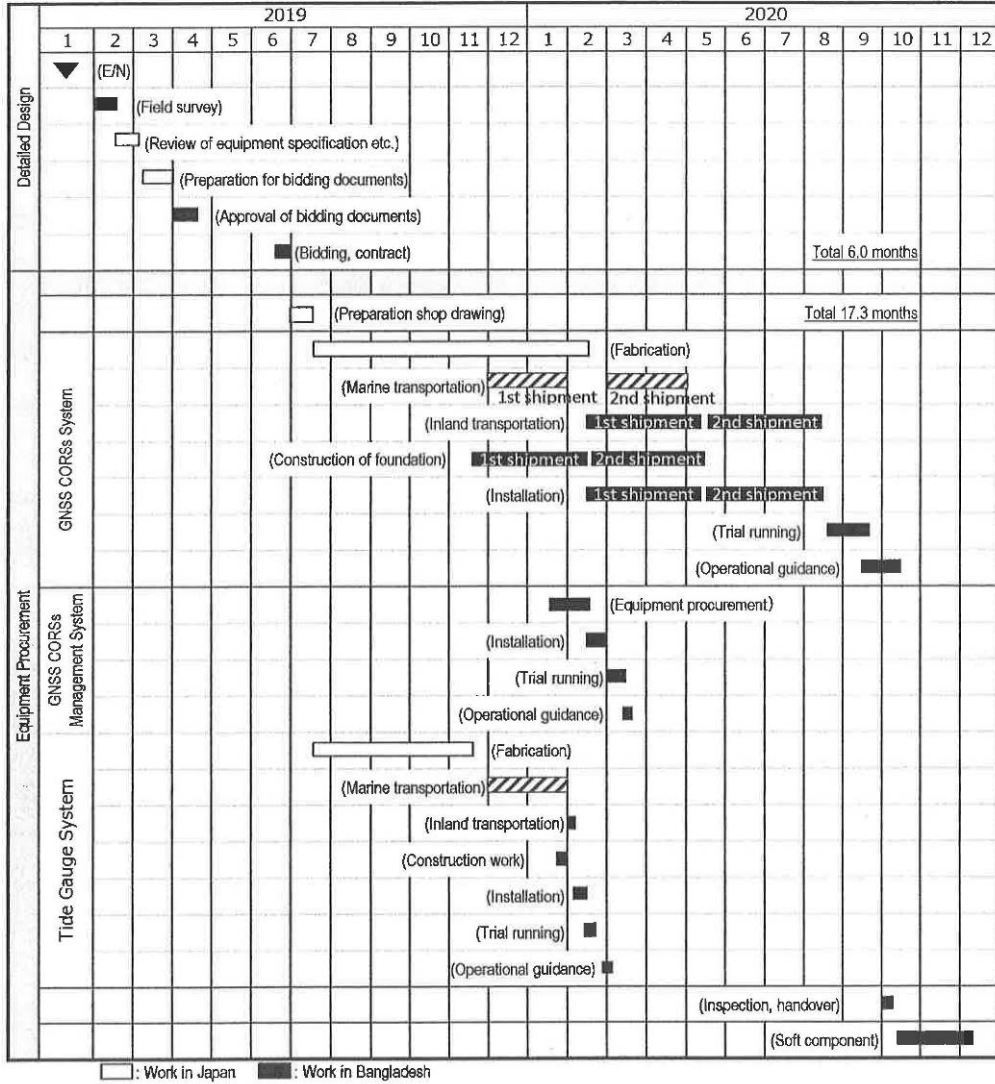 2019 2020
1 2 3 4 5 6 7 8 9 10 11 12 1 2 3 4 5 6 7 8 9 10 11 12
Detailed Design
(E/N)
(Field survey)
(Review of equipment specification etc.)
(Preparation for bidding documents)
(Approval of bidding documents)
(Bidding, contract) Total 6.0 months
Equipment Procurement
(Preparation shop drawing) Total 17.3 months
GNSS CORSs System
(Fabrication)
(Marine transportation)
1st shipment 2nd shipment
(Inland transportation) 1st shipment 2nd shipment
(Construction of foundation) 1st shipment 2nd shipment
(Installation) 1st shipment 2nd shipment
(Trial running)
(Operational guidance)
GNSS CORSs
Management System
(Equipment procurement)
(Installation)
(Trial running)
(Operational guidance)
Tide Gauge System
(Fabrication)
(Marine transportation)
(Inland transportation)
(Construction work)
(Installation)
(Trial running)
(Operational guidance)
(Inspection, handover)
(Soft component)
: Work in Japan : Work in Bangladesh